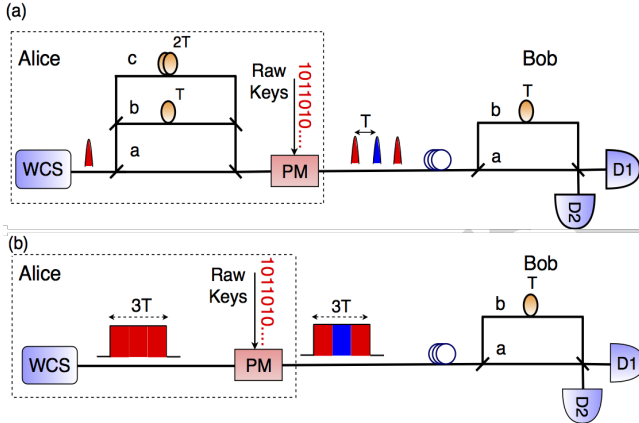 (a)
Alice
Bob
c
2T
b
T
a
WCS
Raw
Keys
1011010...
PM
T
b
T
a
D1
D2
(b)
Alice
Bob
3T
WCS
Raw
Keys
1011010...
PM
3T
b
T
a
D1
D2